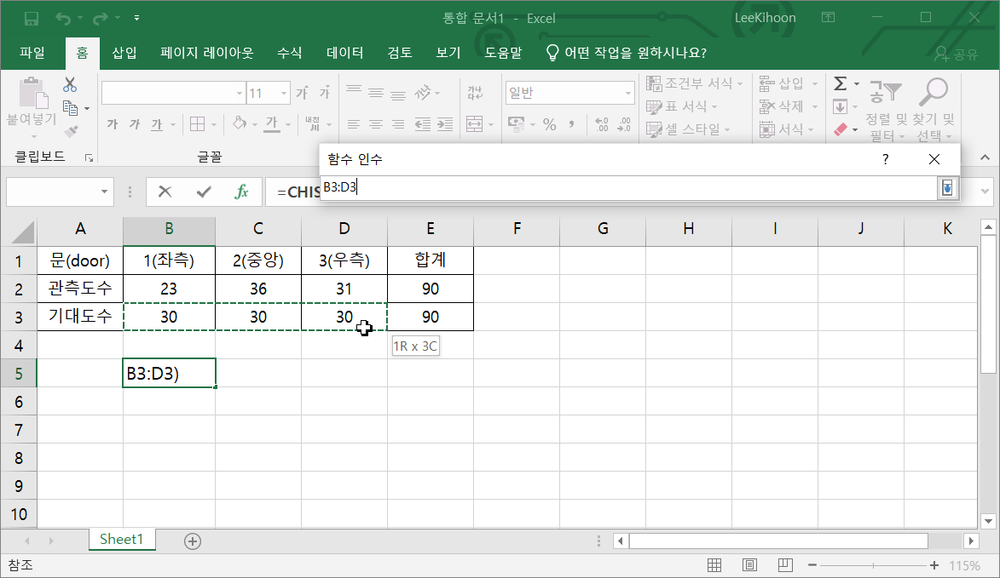 통합 문서1 - Excel
LeeKihoon
파일 홈 삽입 페이지 레이아웃 수식 데이터 검토 보기 도움말 어떤 작업을 원하시나요? 공유
붙여넣기
클립보드
11
가 가
가 가 가
가
내천
글꼴
가나
일반
%
조건부 서식
표 서식
셀 스타일
삽입
삭제
서식
정렬 및 찾기 및
필터 선택
함수 인수
?
B3:D3
fx
=CHIS
A B C D E F G H I J K
1 문(door) 1(좌측) 2(중앙) 3(우측) 합계
2 관측도수 23 36 31 90
3 기대도수 30 30 30 90
4
1R x 3C
5 B3:D3)
6
7
8
9
10
Sheet1
참조
115%